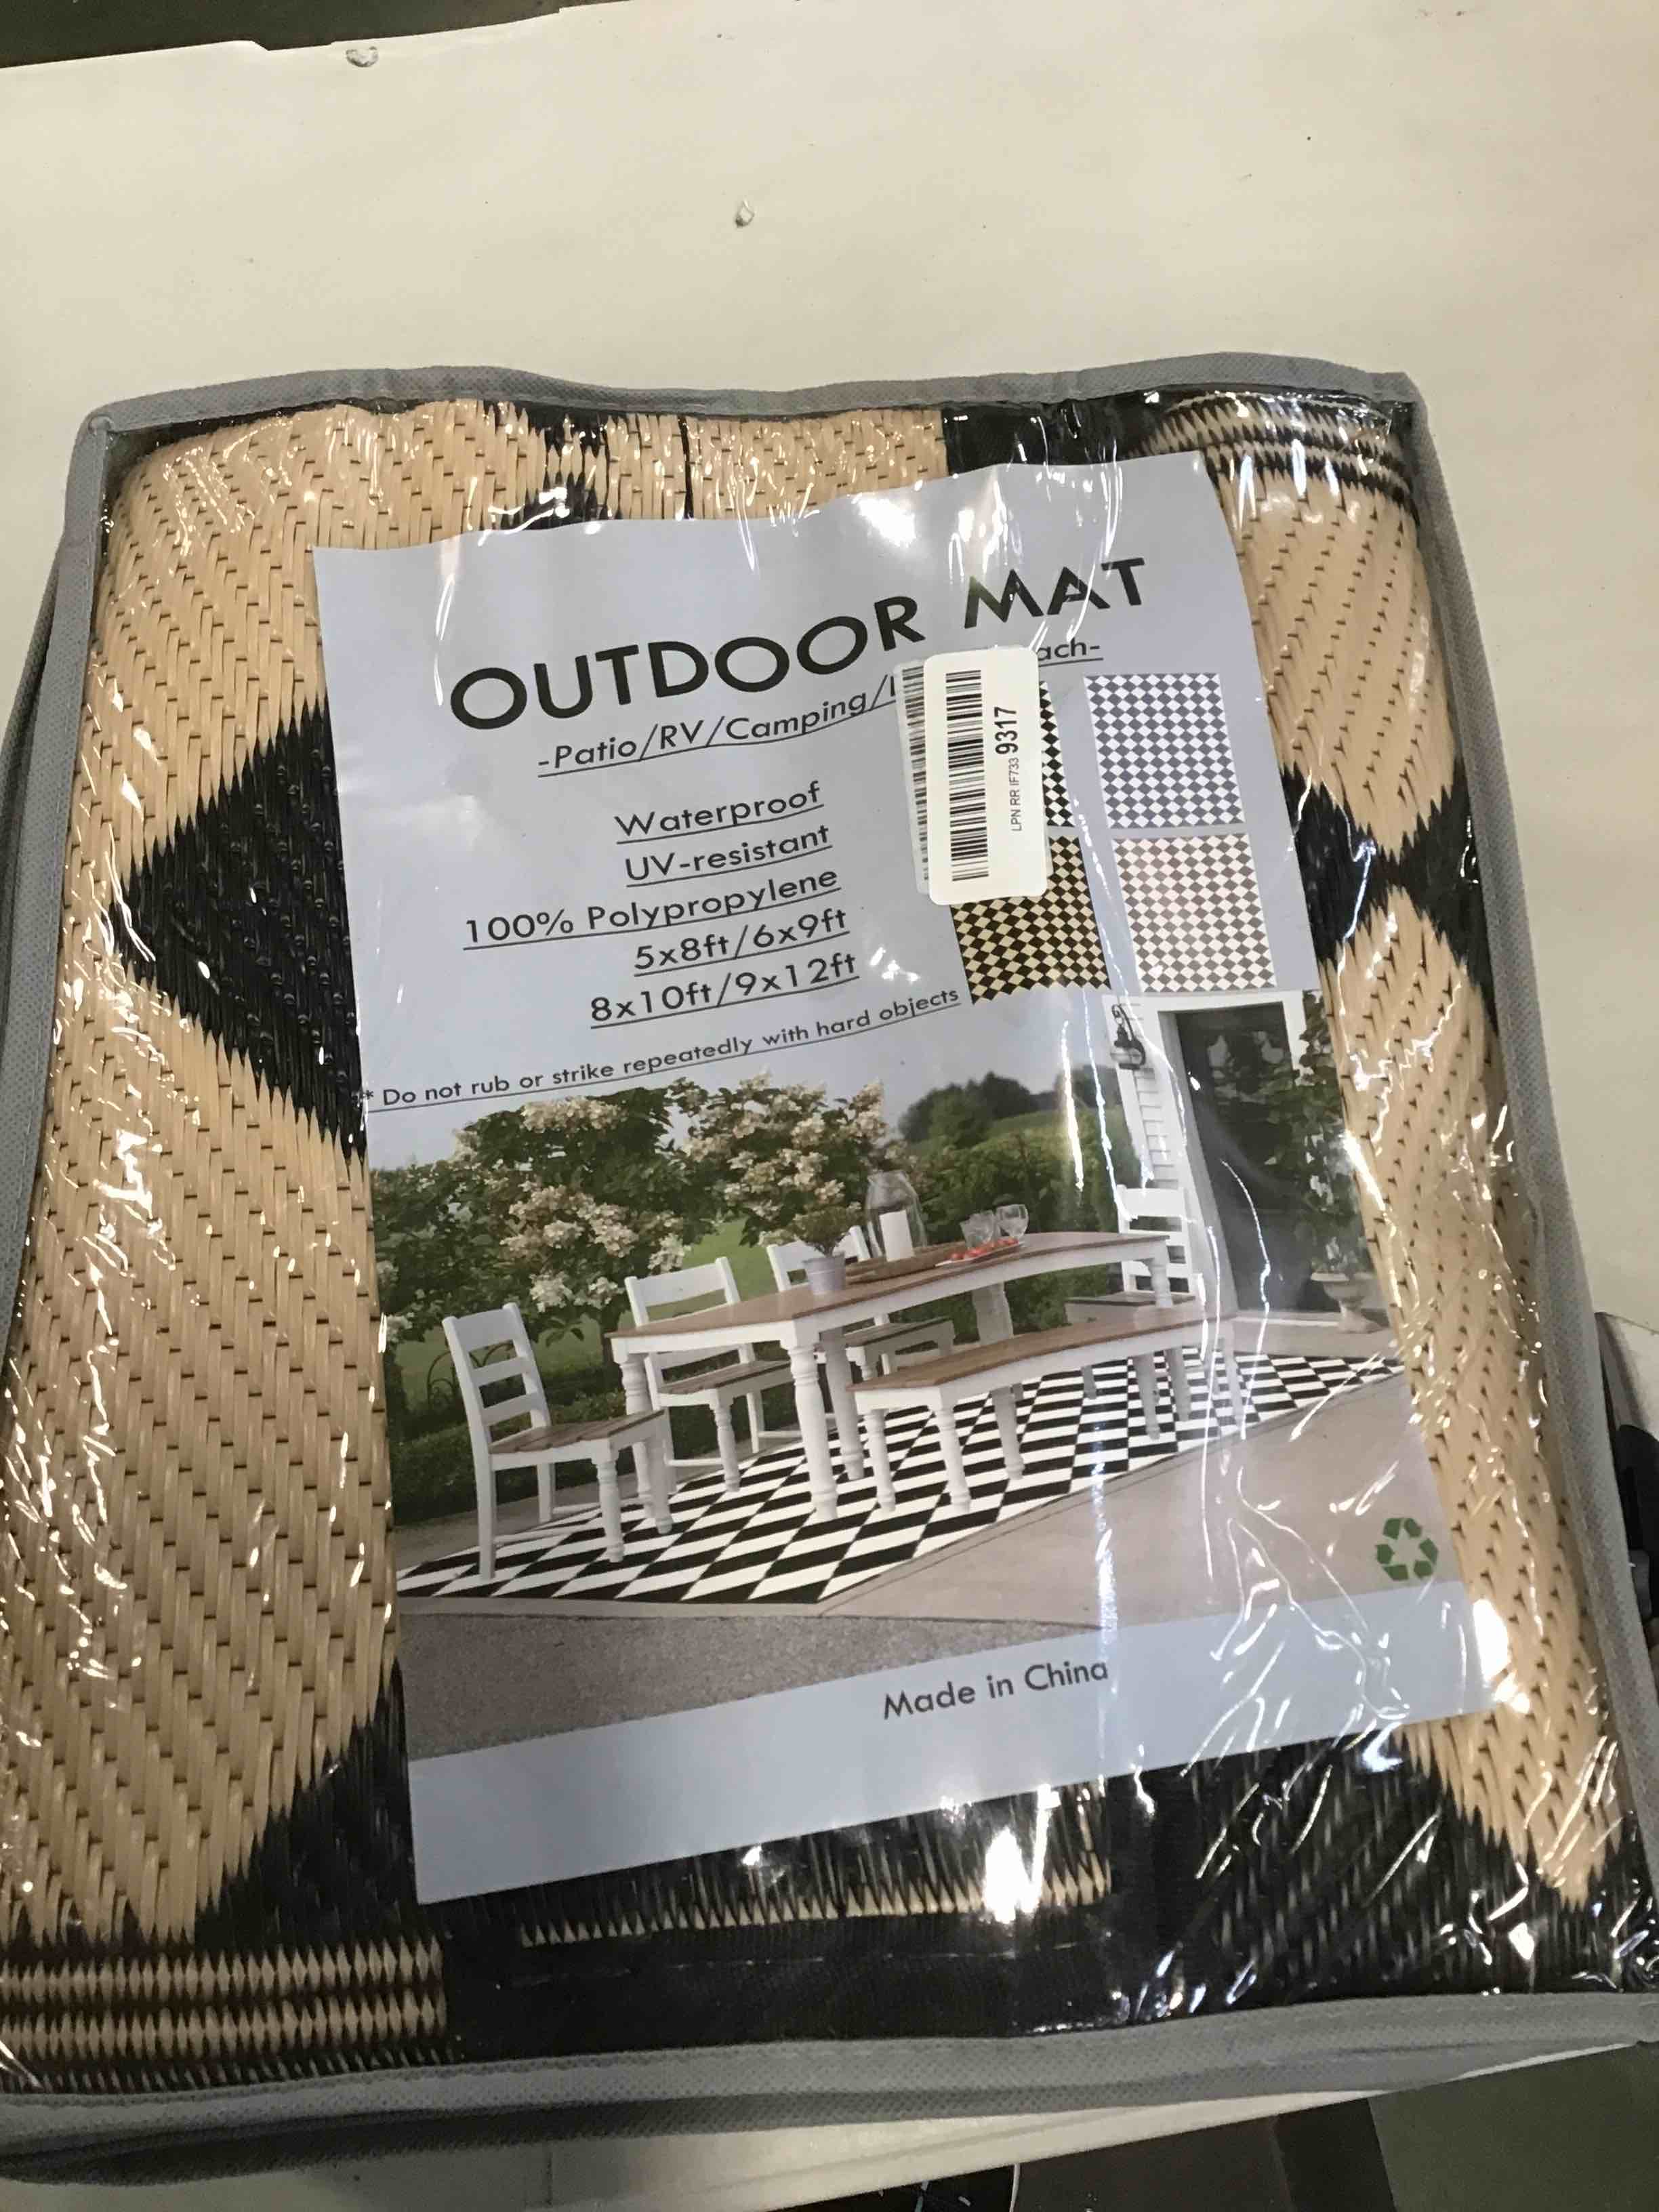 OUTDOOR MAT
-Patio/RV/Camping/ ach-
Waterproof
UV-resistant
100% Polypropylene
5x8ft/6x9ft
8x10ft/9x12ft
* Do not rub or strike repeatedly with hard objects
LPN RR IF733 9317
Made in China